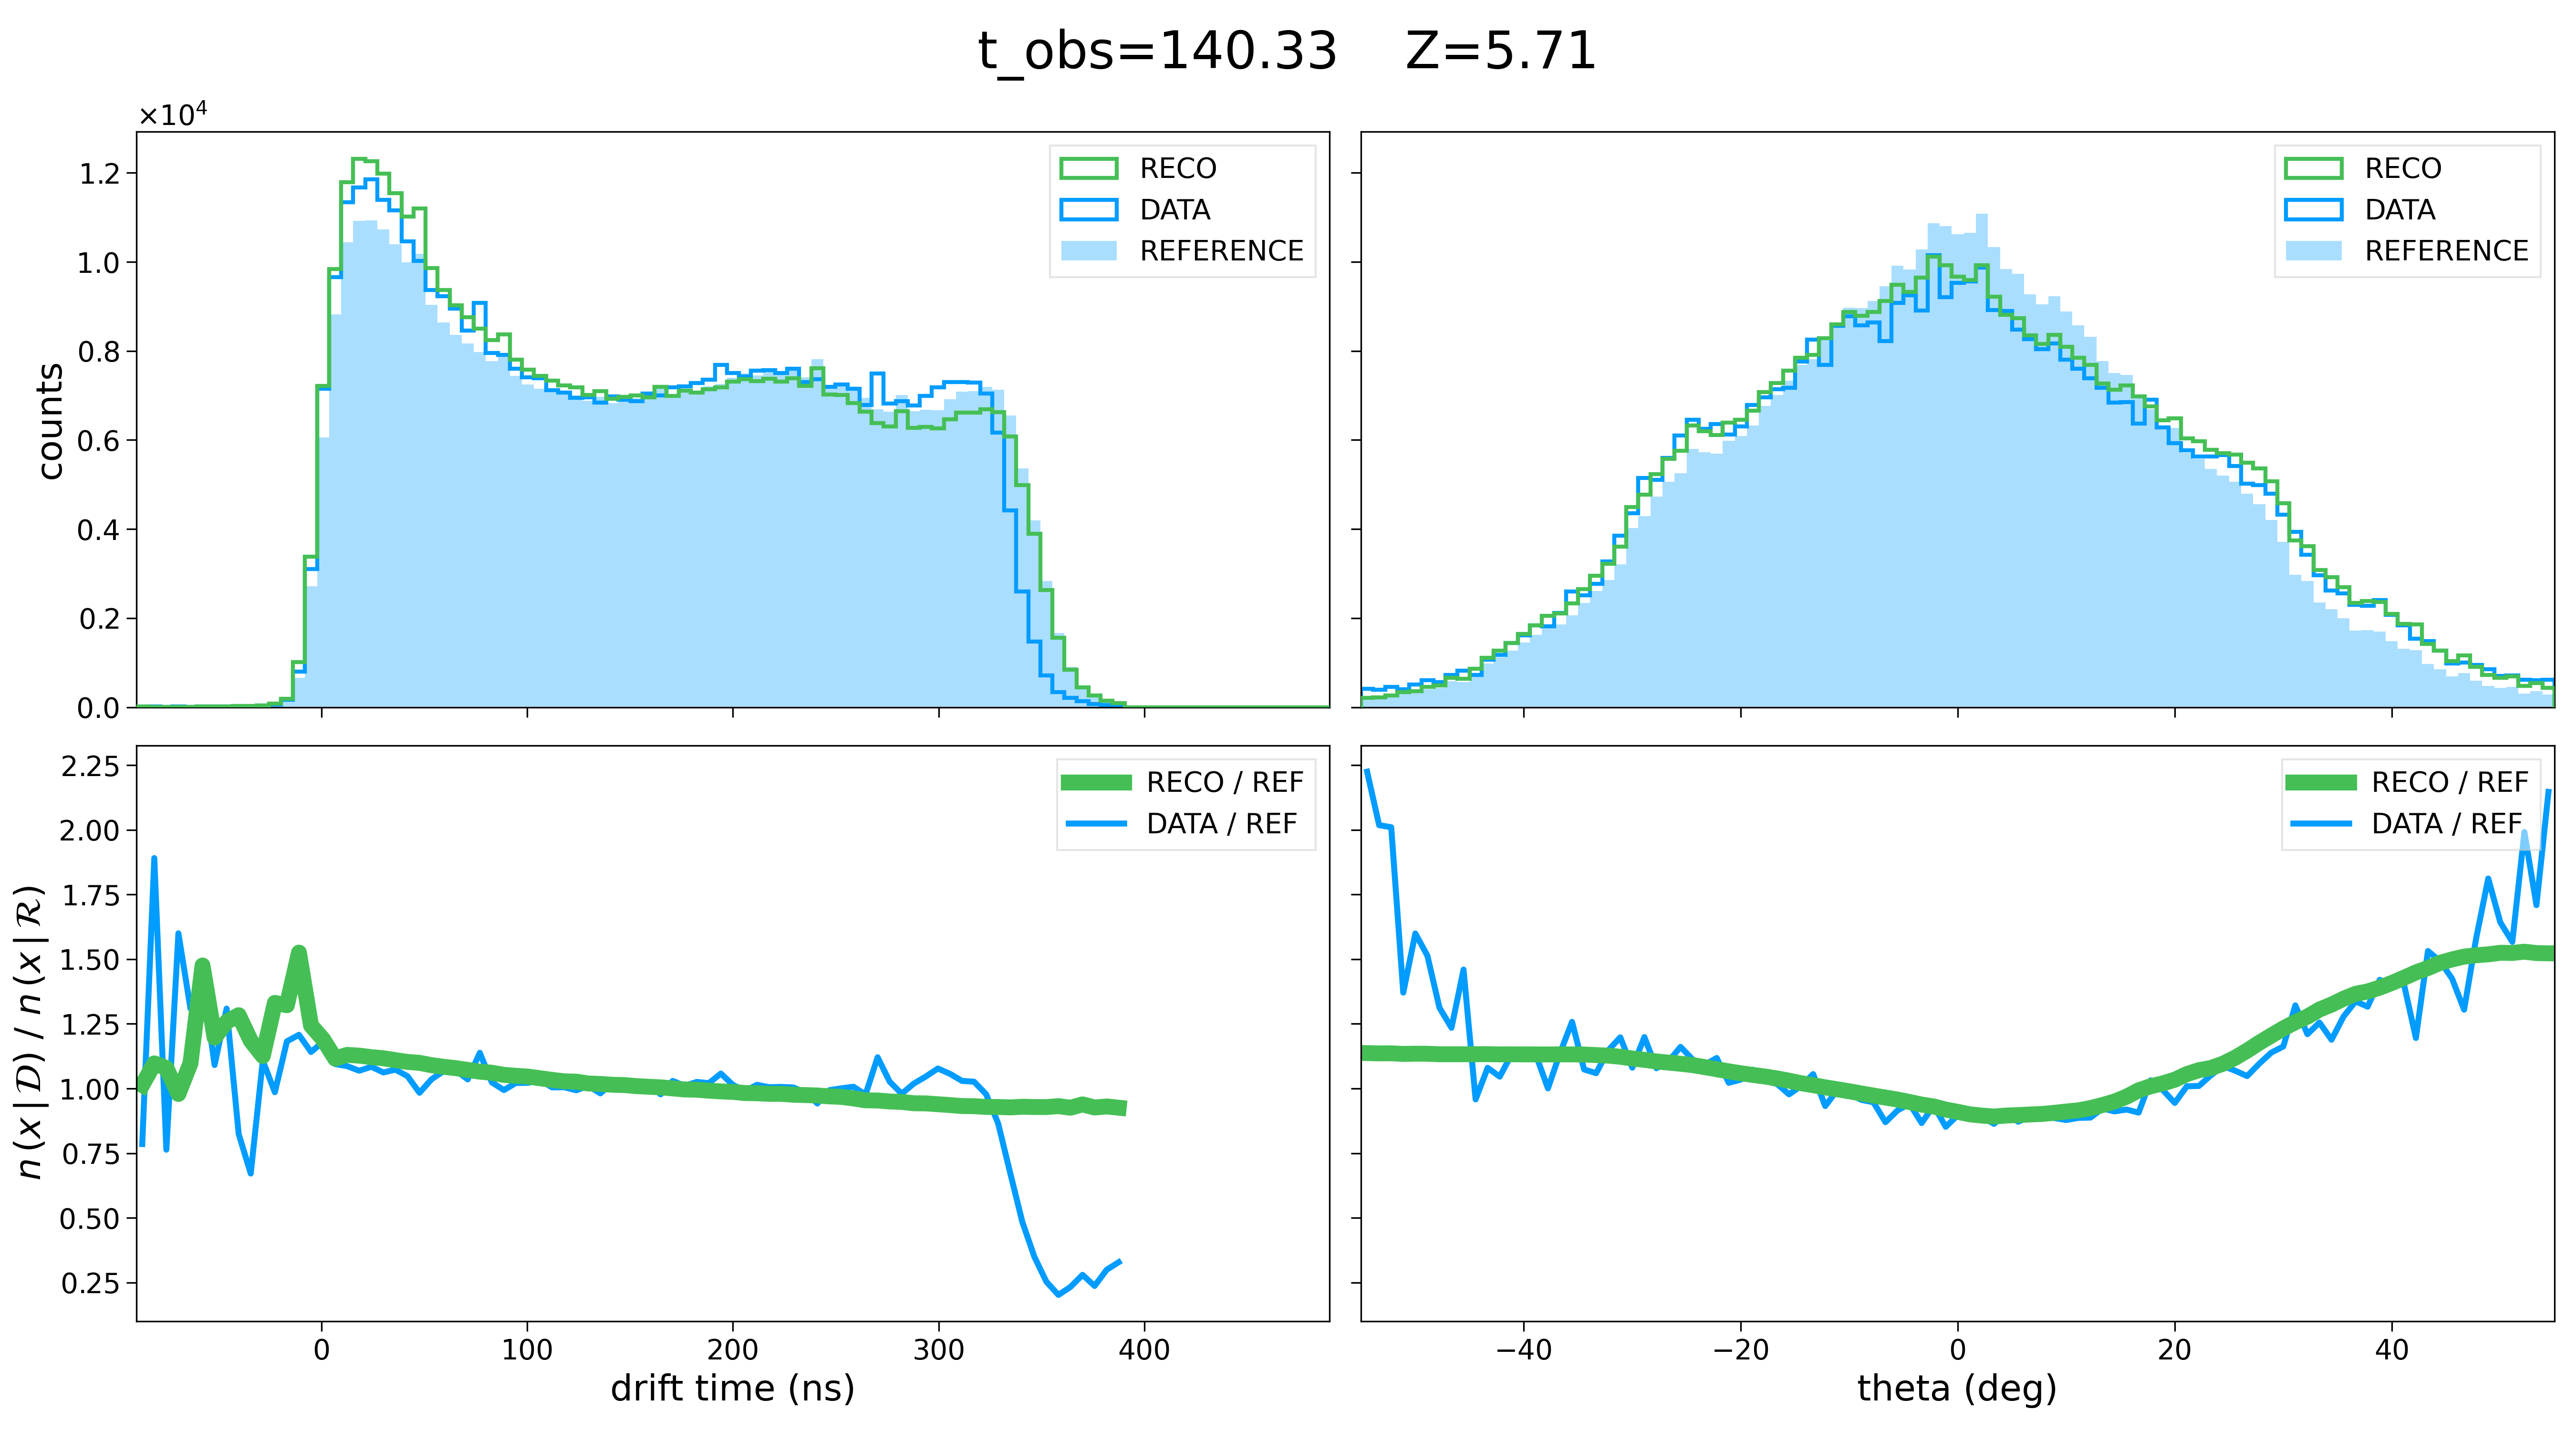 t_obs=140.33    Z=5.71
×10⁴
1.2
1.0
0.8
0.6
0.4
0.2
0.0
counts
RECO
DATA
REFERENCE
RECO
DATA
REFERENCE
2.25
2.00
1.75
1.50
1.25
1.00
0.75
0.50
0.25
n(x|𝒟) / n(x|ℛ)
RECO / REF
DATA / REF
RECO / REF
DATA / REF
0 100 200 300 400
drift time (ns)
−40 −20 0 20 40
theta (deg)